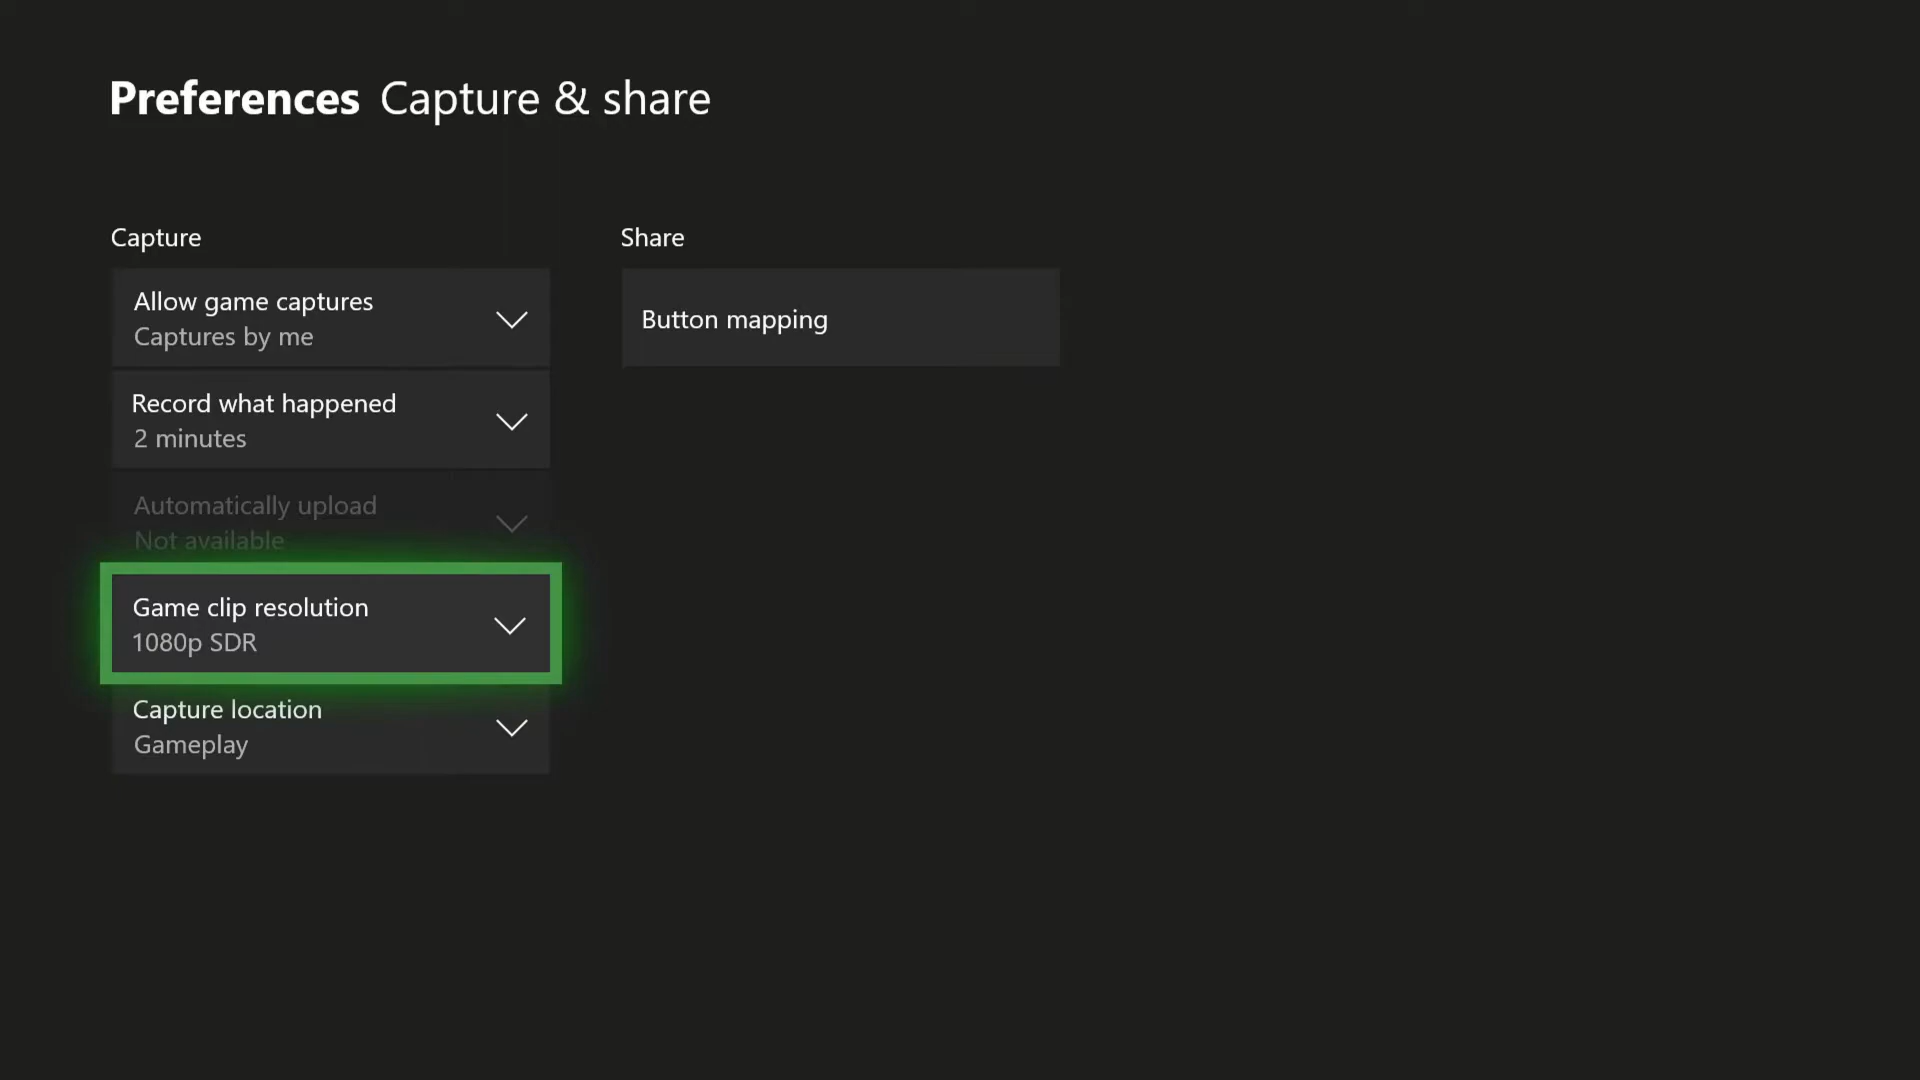 Preferences Capture & share
Capture
Allow game captures
Captures by me
Record what happened
2 minutes
Automatically upload
Not available
Game clip resolution
1080p SDR
Capture location
Gameplay
Share
Button mapping